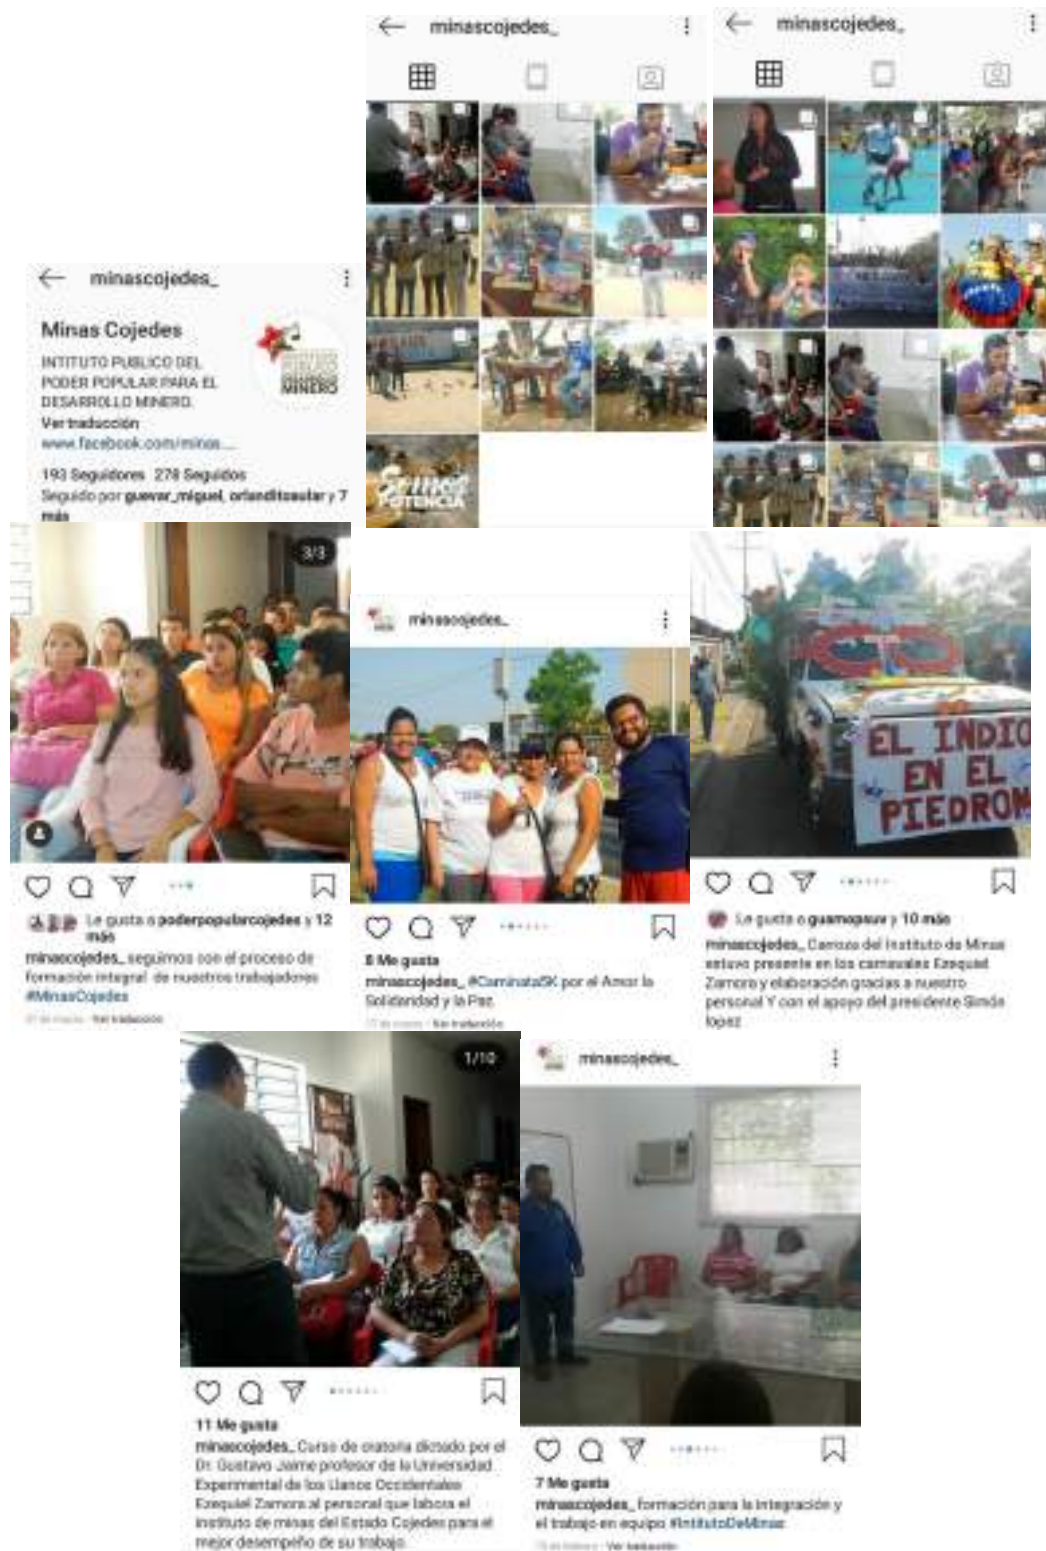 minascojedes_
minascojedes_
minascojedes_
Minas Cojedes
INTITUTO PUBLICO DEL
PODER POPULAR PARA EL
DESARROLLO MINERO.
Ver traducción
www.facebook.com/minas....
193 Seguidores 278 Seguidos
Seguido por guevar_miguel, orlanditoaular y 7
más
MINERO
POTENCIA
3/3
Le gusta a poderpopularcojedes y 12
más
minascojedes_ seguimos con el proceso de
formación integral de nuestros trabajadores
#MinasCojedes
Ver traducción
minascojedes_
8 Me gusta
minascojedes_ #Caminata5K por el Amor la
Solidaridad y la Paz
Ver traducción
EL INDIO
EN EL
PIEDROM
Le gusta a guamopsuv y 10 más
minascojedes_ Carroza del Instituto de Minas
estuvo presente en los carnavales Ezequiel
Zamora y elaboración gracias a nuestro
personal Y con el apoyo del presidente Simón
lopez
1/10
11 Me gusta
minascojedes_ Curso de oratoria dictado por el
Dr. Gustavo Jaime profesor de la Universidad
Experimental de los Llanos Occidentales
Ezequiel Zamora al personal que labora el
instituto de minas del Estado Cojedes para el
mejor desempeño de su trabajo.
minascojedes_
7 Me gusta
minascojedes_ formación para la integración y
el trabajo en equipo #IntitutoDeMinas
Ver traducción